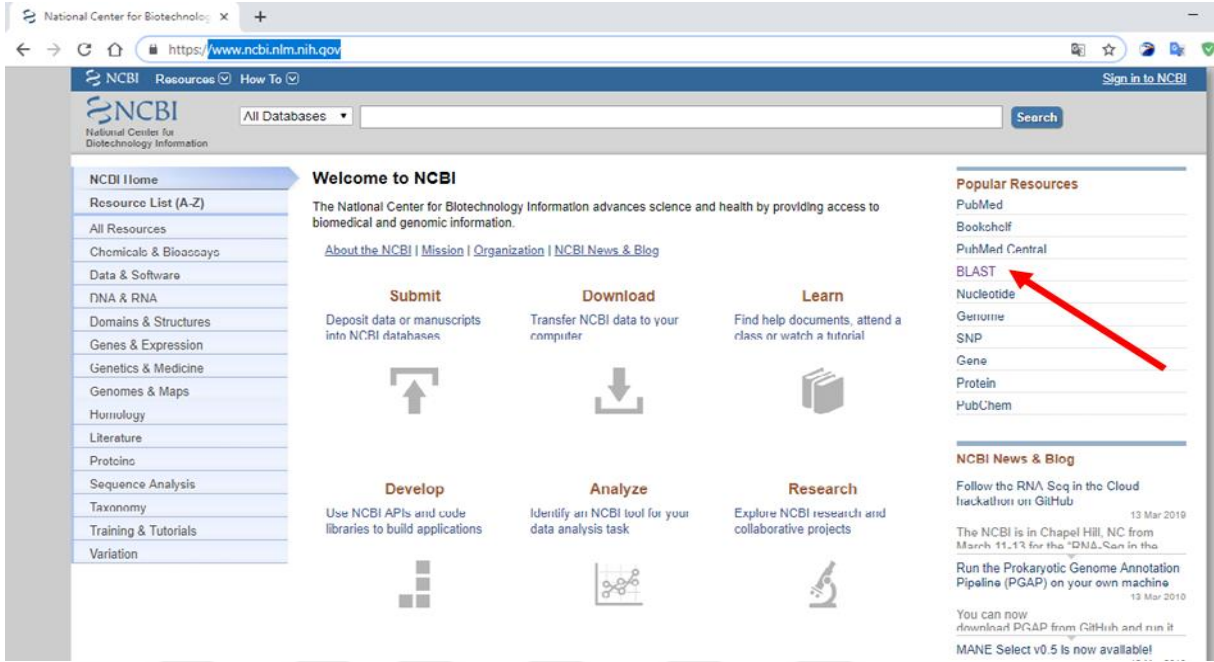 National Center for Biotechnolog
https://www.ncbi.nlm.nih.gov
NCBI Resources How To Sign in to NCBI
NCBI
National Center for
Biotechnology Information
All Databases
Search
NCBI Home
Resource List (A-Z)
All Resources
Chemicals & Bioassays
Data & Software
DNA & RNA
Domains & Structures
Genes & Expression
Genetics & Medicine
Genomes & Maps
Homology
Literature
Proteins
Sequence Analysis
Taxonomy
Training & Tutorials
Variation
Welcome to NCBI
The National Center for Biotechnology Information advances science and health by providing access to
biomedical and genomic information.
About the NCBI | Mission | Organization | NCBI News & Blog
Submit
Deposit data or manuscripts
into NCBI databases
Download
Transfer NCBI data to your
computer
Learn
Find help documents, attend a
class or watch a tutorial
Develop
Use NCBI APIs and code
libraries to build applications
Analyze
Identify an NCBI tool for your
data analysis task
Research
Explore NCBI research and
collaborative projects
Popular Resources
PubMed
Bookshelf
PubMed Central
BLAST
Nucleotide
Genome
SNP
Gene
Protein
PubChem
NCBI News & Blog
Follow the RNA Seq in the Cloud
hackathon on GitHub
13 Mar 2019
The NCBI is in Chapel Hill, NC from
March 11-13 for the "RNA-Seq in the
Run the Prokaryotic Genome Annotation
Pipeline (PGAP) on your own machine
13 Mar 2019
You can now
download PGAP from GitHub and run it
MANE Select v0.5 is now available!